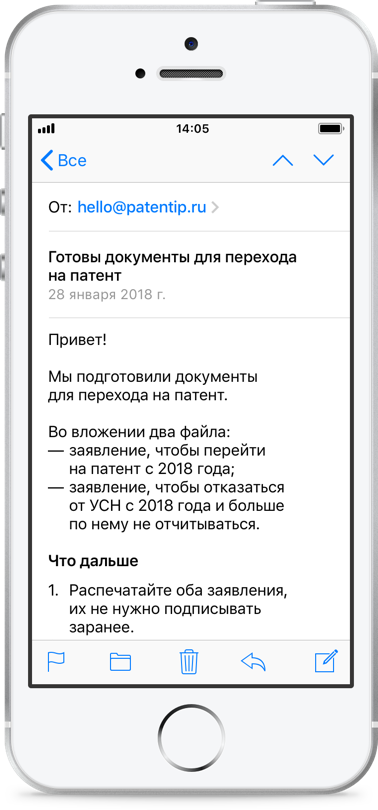 14:05
Все
От: hello@patentip.ru
Готовы документы для перехода
на патент
28 января 2018 г.
Привет!
Мы подготовили документы
для перехода на патент.
Во вложении два файла:
— заявление, чтобы перейти
на патент с 2018 года;
— заявление, чтобы отказаться
от УСН с 2018 года и больше
по нему не отчитываться.
Что дальше
1. Распечатайте оба заявления,
их не нужно подписывать
заранее.